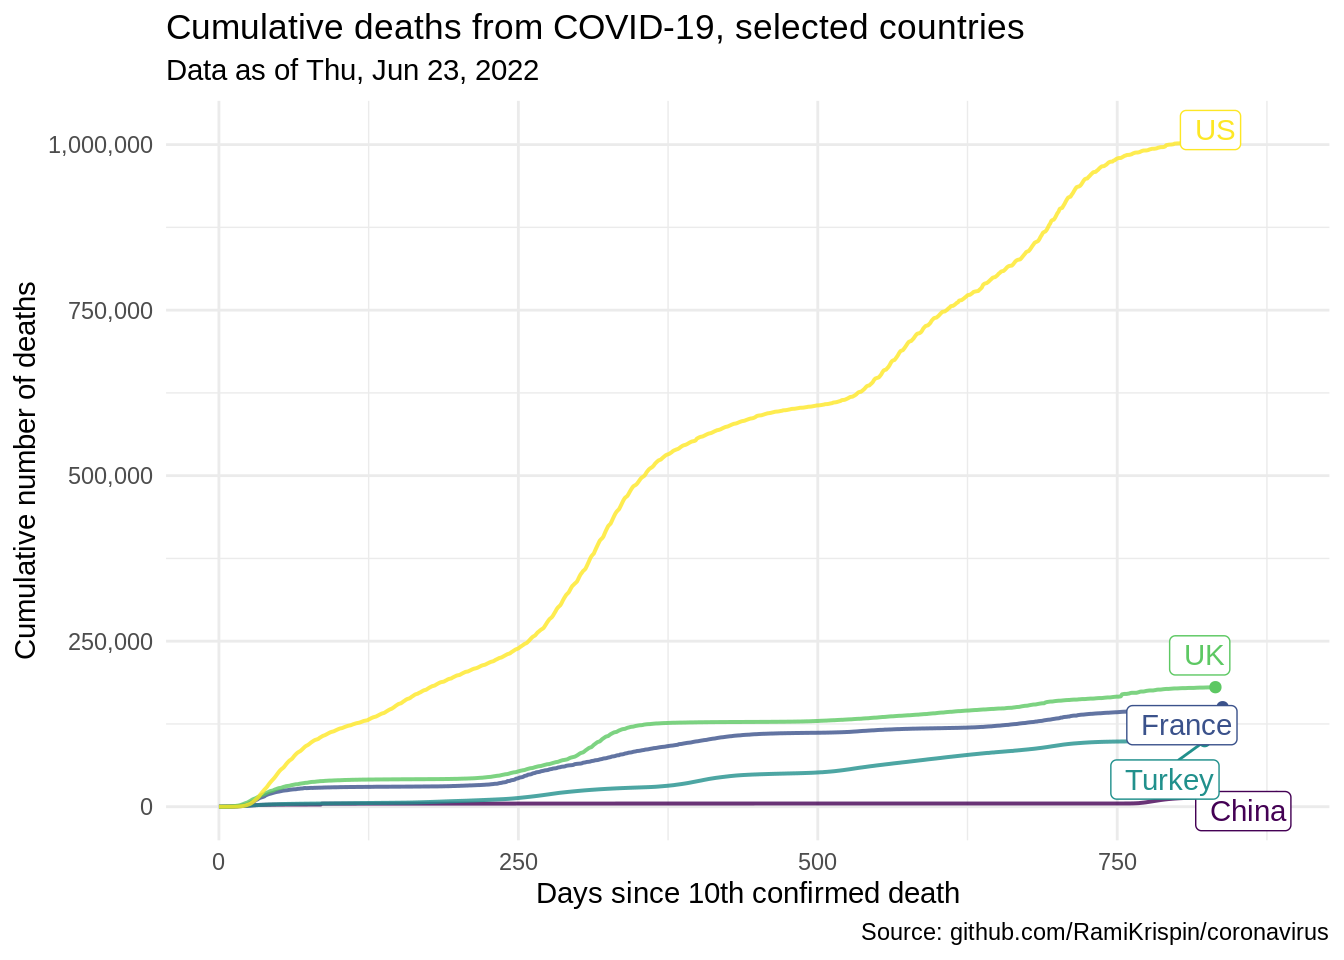 Cumulative deaths from COVID-19, selected countries
Data as of Thu, Jun 23, 2022
Cumulative number of deaths
1,000,000
750,000
500,000
250,000
0
US
UK
France
Turkey
China
0 250 500 750
Days since 10th confirmed death
Source: github.com/RamiKrispin/coronavirus